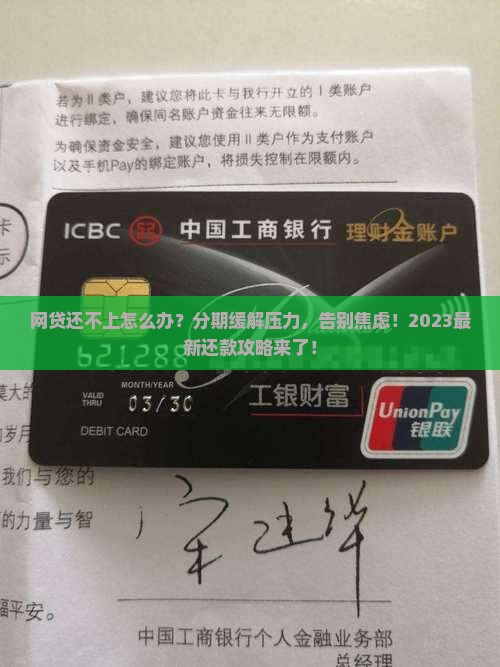 若为Ⅱ类户，建议您将此卡与我行开立的Ⅰ类账户
进行绑定，确保同名账户资金往来无限额。
为确保资金安全，建议您使用Ⅱ类户作为支付账户
以及手机Pay的绑定账户，将损失控制在限额内。
卡
示
ICBC 中国工商银行 理财金账户
网贷还不上怎么办？分期缓解压力，告别焦虑！2023最
新还款攻略来了！
621288
MONTH/YEAR
VALID
THRU 03/30
DEBIT CARD
工银财富
UnionPay
银联
莫大的
岁月
我们与您的
的力量与智
福平安。
中国工商银行个人金融业务部
总经理